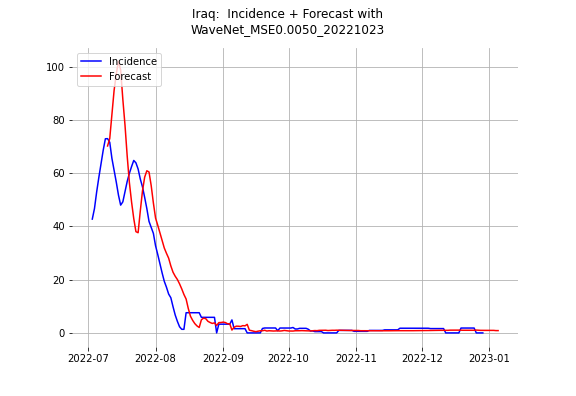 Iraq: Incidence + Forecast with
WaveNet_MSE0.0050_20221023
Incidence
Forecast
100
80
60
40
20
0
2022-07 2022-08 2022-09 2022-10 2022-11 2022-12 2023-01